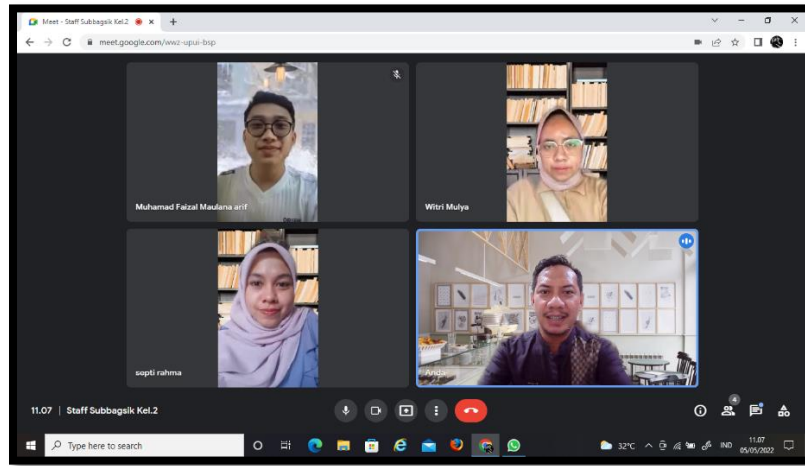 Meet - Staff Subbagsik Kel.2
meet.google.com/wwz-upui-bsp
Muhamad Faizal Maulana arif
Witri Mulya
septi rahma
Anda
11.07 | Staff Subbagsik Kel.2
4
Type here to search
32°C
IND
11.07
05/05/2022